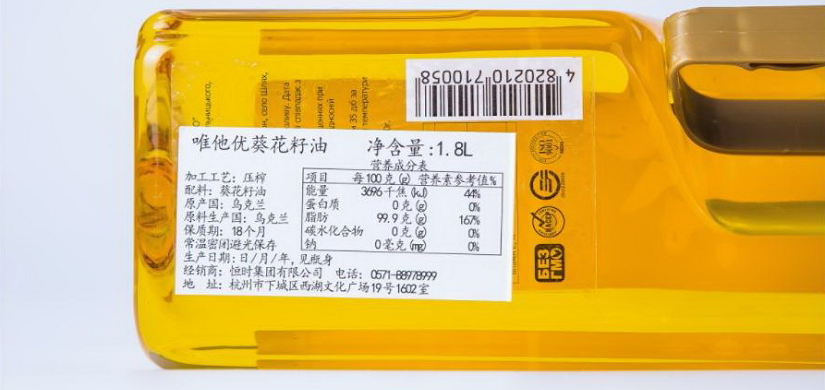 唯他优葵花籽油 净含量:1.8L
营养成分表
加工工艺: 压榨
配料: 葵花籽油
原产国: 乌克兰
原料生产国: 乌克兰
保质期: 18个月
常温密闭避光保存
生产日期: 日/月/年, 见瓶身
经销商: 恒时集团有限公司 电话: 0571-88978999
地 址: 杭州市下城区西湖文化广场19号1602室
项目 每100克(g) 营养素参考值%
能量 3696千焦(kJ) 44%
蛋白质 0克(g) 0%
脂肪 99.9克(g) 167%
碳水化合物 0克(g) 0%
钠 0毫克(mg) 0%
4 820210 710058
ISO 9001
HACCP
БЕЗ
ГМО